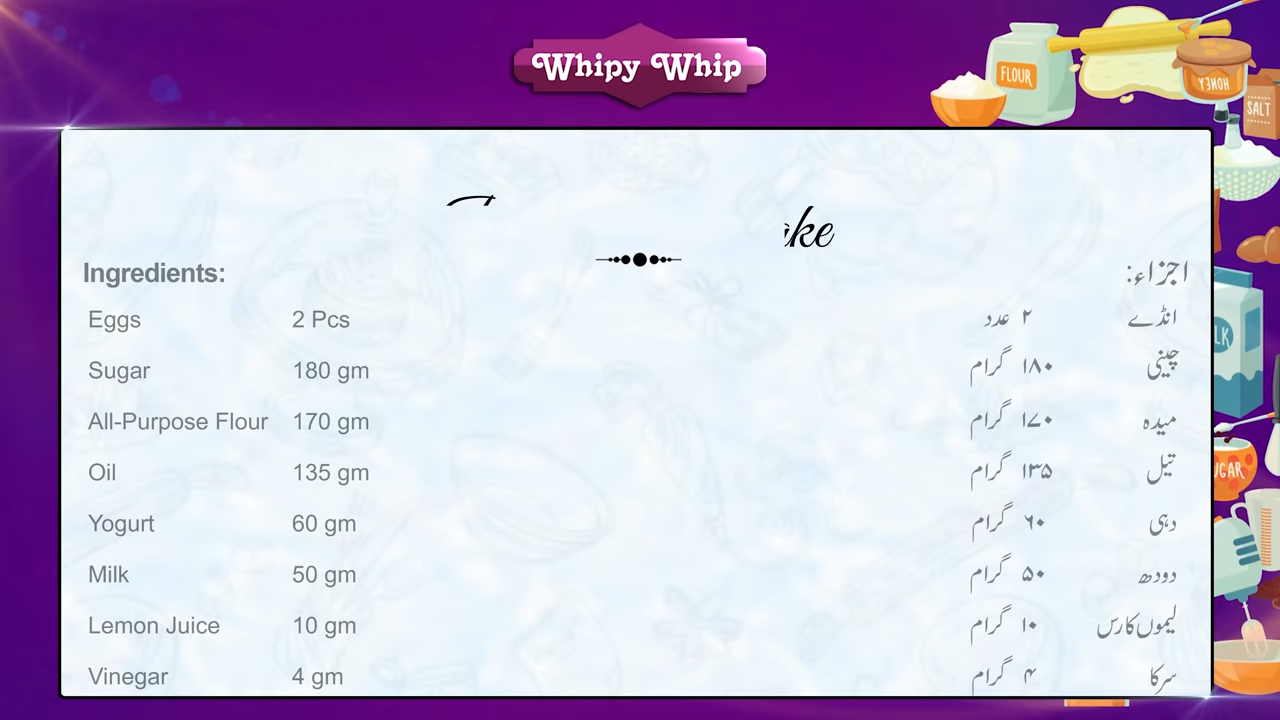 Whipy Whip
FLOUR
HONEY
SALT
ke
Ingredients: اجزاء:
Eggs 2 Pcs انڈے ۲ عدد
Sugar 180 gm چینی ۱۸۰ گرام
All-Purpose Flour 170 gm میدہ ۱۷۰ گرام
Oil 135 gm تیل ۱۳۵ گرام
Yogurt 60 gm دہی ۶۰ گرام
Milk 50 gm دودھ ۵۰ گرام
Lemon Juice 10 gm لیموں کا رس ۱۰ گرام
Vinegar 4 gm سرکا ۴ گرام
LK
UGAR